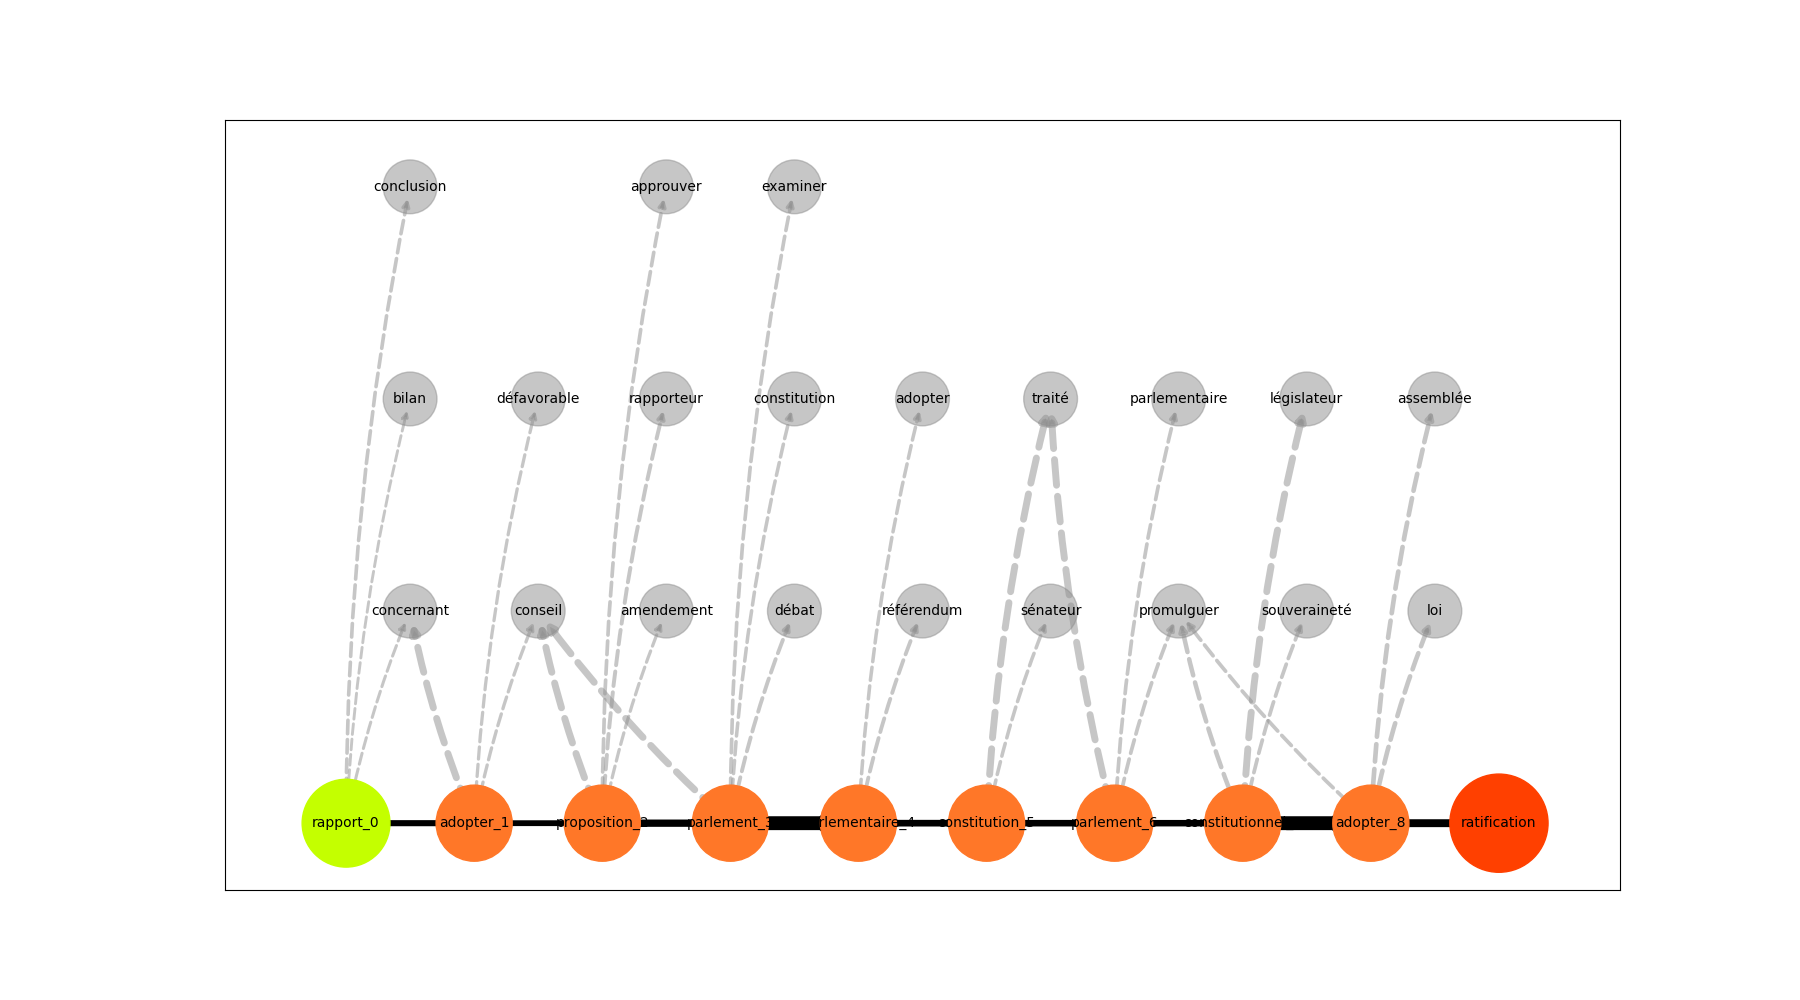 conclusion approuver examiner
bilan défavorable rapporteur constitution adopter traité parlementaire législateur assemblée
concernant conseil amendement débat référendum sénateur promulguer souveraineté loi
rapport_0 adopter_1 proposition_2 parlement_3 rlementaire_4 constitution_5 parlement_6 constitutionne adopter_8 ratification